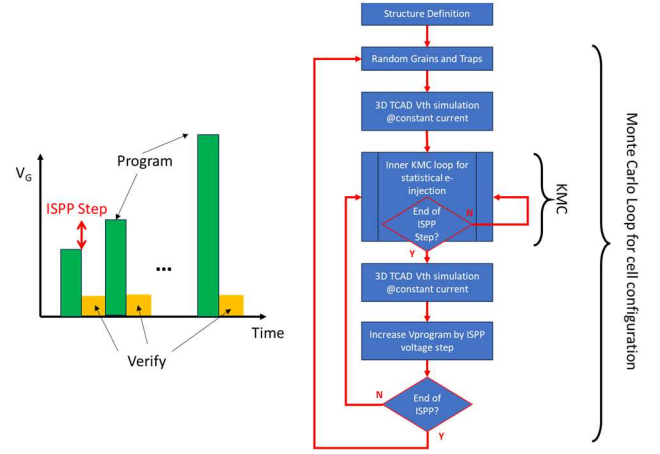 V_G
ISPP Step
Program
...
Verify
Time
Structure Definition
Random Grains and Traps
3D TCAD Vth simulation
@constant current
Inner KMC loop for
statistical e-
injection
End of
ISPP
Step?
N
Y
3D TCAD Vth simulation
@constant current
Increase Vprogram by ISPP
voltage step
End of
ISPP?
N
Y
KMC
Monte Carlo Loop for cell configuration